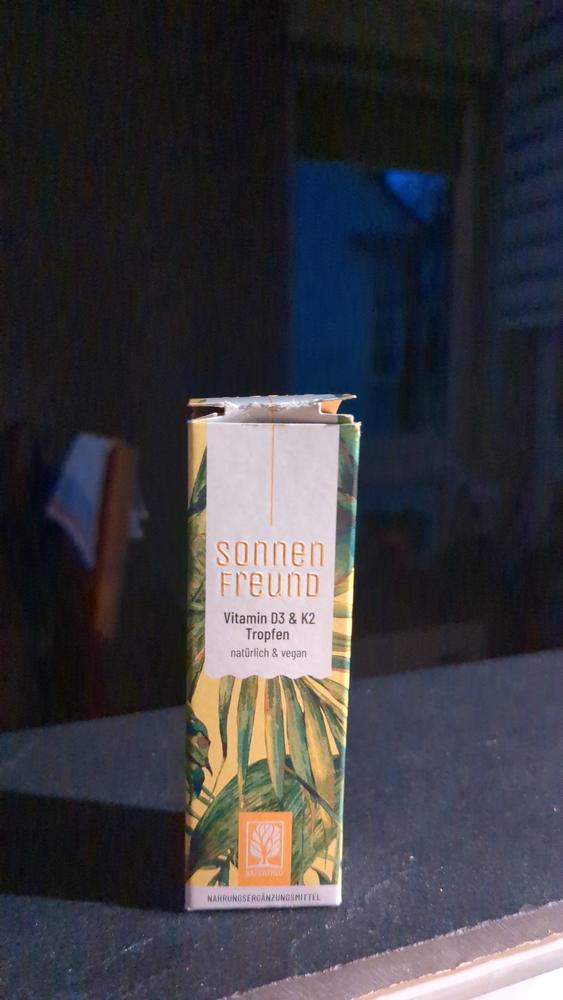 sonnen
Freund
Vitamin D3 & K2
Tropfen
natürlich & vegan
NAHRUNGSERGÄNZUNGSMITTEL